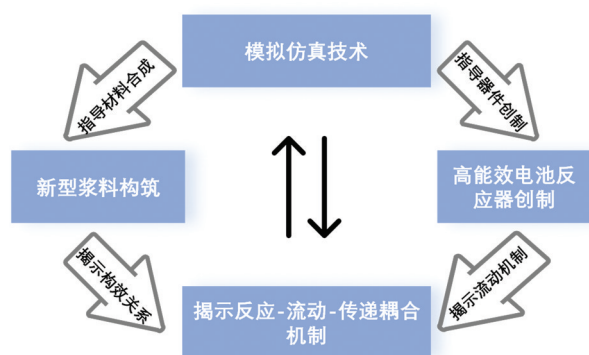 模拟仿真技术
指导材料合成
指导器件创制
新型浆料构筑
高能效电池反
应器创制
揭示构效关系
揭示流动机制
揭示反应-流动-传递耦合
机制